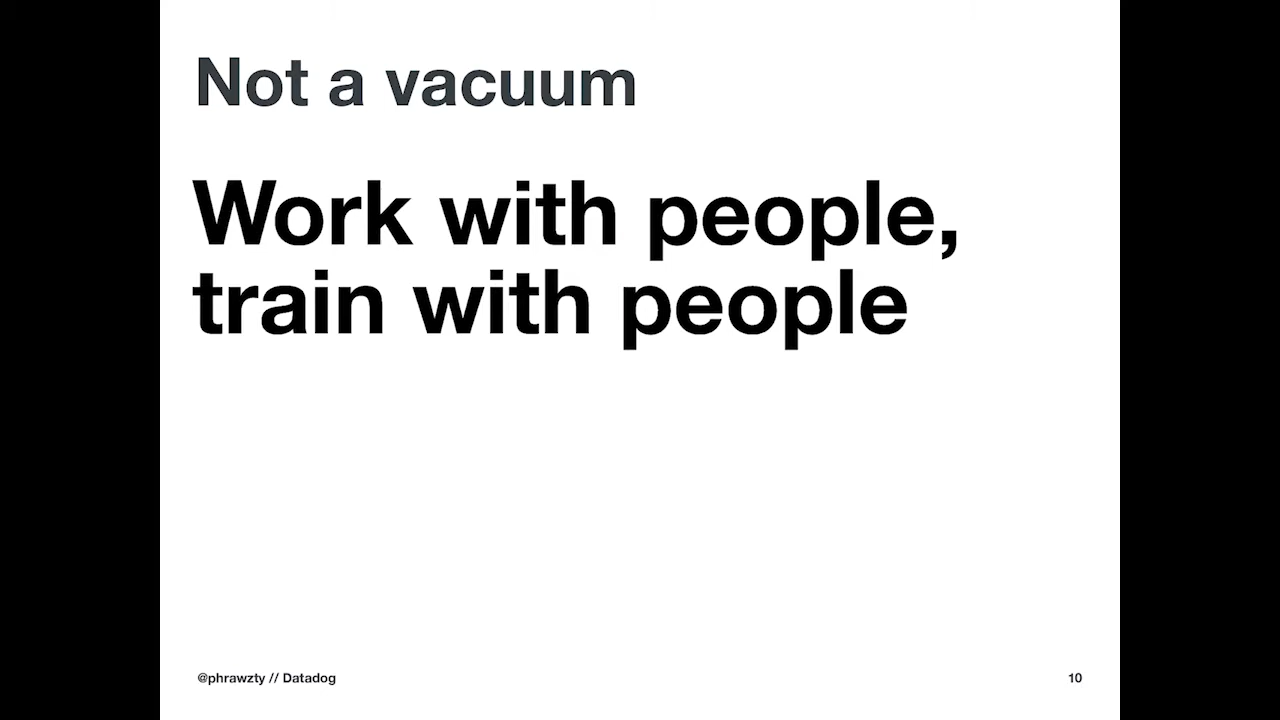 Not a vacuum
Work with people,
train with people
@phrawzty // Datadog
10